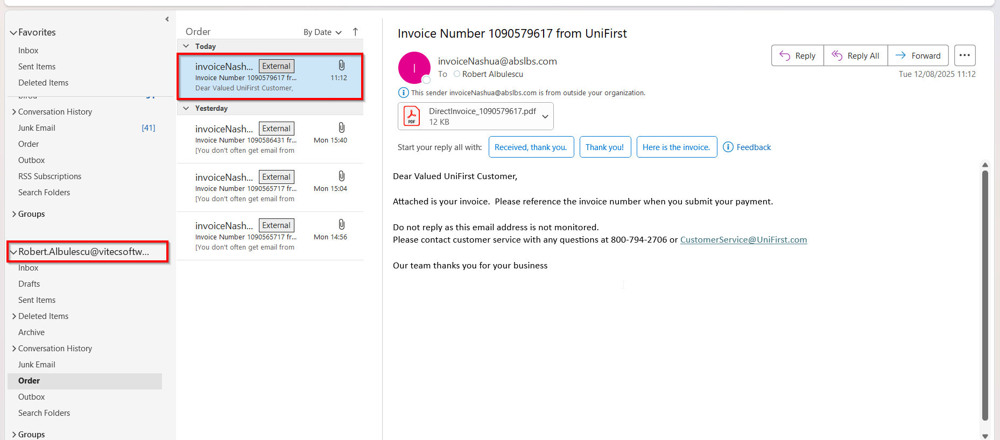 Favorites
Inbox
Sent Items
Deleted Items
Conversation History
Junk Email [41]
Order
Outbox
RSS Subscriptions
Search Folders
Groups
Robert.Albulescu@vitecsoftw...
Inbox
Drafts
Sent Items
Deleted Items
Archive
Conversation History
Junk Email
Order
Outbox
Search Folders
Groups
Order By Date
Today
invoiceNash... External
Invoice Number 1090579617 fr... 11:12
Dear Valued UniFirst Customer,
Yesterday
invoiceNash... External
Invoice Number 1090586431 fr... Mon 15:40
[You don't often get email from
invoiceNash... External
Invoice Number 1090565717 fr... Mon 15:04
[You don't often get email from
invoiceNash... External
Invoice Number 1090565717 fr... Mon 14:56
[You don't often get email from
Invoice Number 1090579617 from UniFirst
I
invoiceNashua@abslbs.com
To Robert Albulescu
Reply Reply All Forward
Tue 12/08/2025 11:12
This sender invoiceNashua@abslbs.com is from outside your organization.
PDF
DirectInvoice_1090579617.pdf
12 KB
Start your reply all with: Received, thank you. Thank you! Here is the invoice. Feedback
Dear Valued UniFirst Customer,
Attached is your invoice.  Please reference the invoice number when you submit your payment.
Do not reply as this email address is not monitored.
Please contact customer service with any questions at 800-794-2706 or CustomerService@UniFirst.com
Our team thanks you for your business